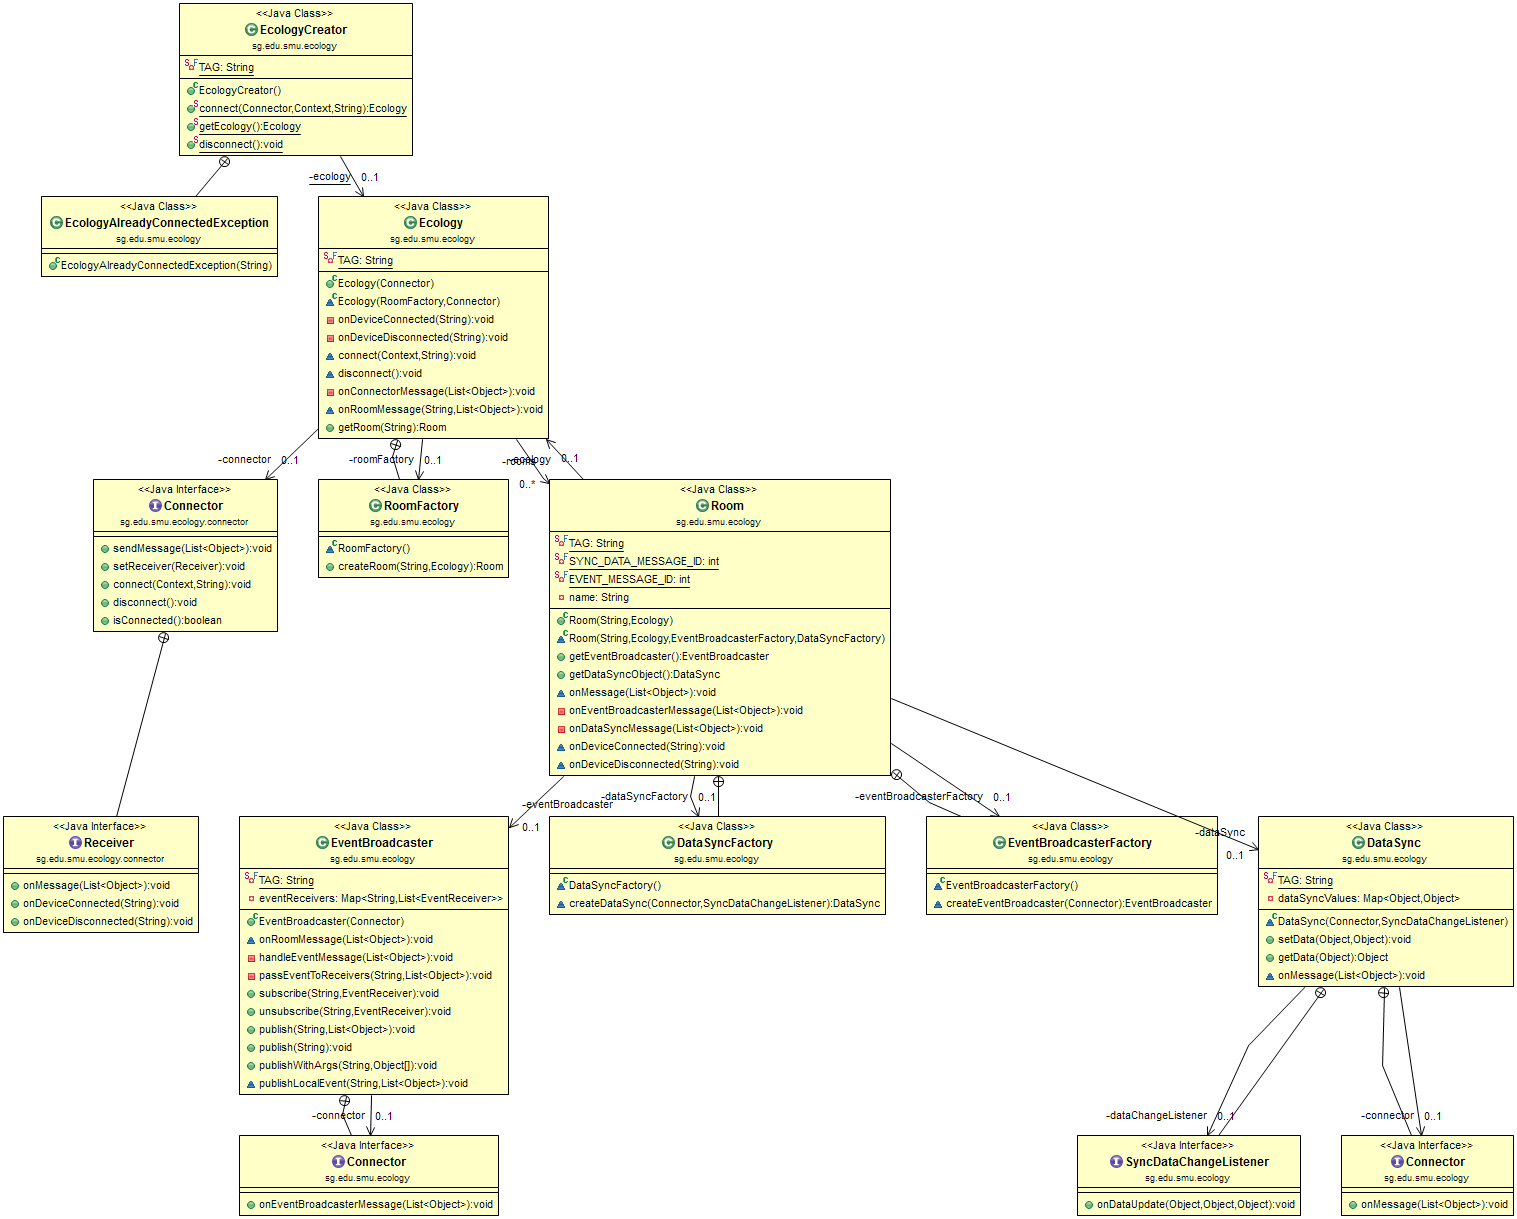 <<Java Class>>
EcologyCreator
sg.edu.smu.ecology
TAG: String
EcologyCreator()
connect(Connector,Context,String):Ecology
getEcology():Ecology
disconnect():void
-ecology
0..1
<<Java Class>>
EcologyAlreadyConnectedException
sg.edu.smu.ecology
EcologyAlreadyConnectedException(String)
<<Java Class>>
Ecology
sg.edu.smu.ecology
TAG: String
Ecology(Connector)
Ecology(RoomFactory,Connector)
onDeviceConnected(String):void
onDeviceDisconnected(String):void
connect(Context,String):void
disconnect():void
onConnectorMessage(List<Object>):void
onRoomMessage(String,List<Object>):void
getRoom(String):Room
-connector
0..1
-roomFactory
0..1
-rooms
0..*
-ecology
0..1
<<Java Interface>>
Connector
sg.edu.smu.ecology.connector
sendMessage(List<Object>):void
setReceiver(Receiver):void
connect(Context,String):void
disconnect():void
isConnected():boolean
<<Java Class>>
RoomFactory
sg.edu.smu.ecology
RoomFactory()
createRoom(String,Ecology):Room
<<Java Class>>
Room
sg.edu.smu.ecology
TAG: String
SYNC_DATA_MESSAGE_ID: int
EVENT_MESSAGE_ID: int
name: String
Room(String,Ecology)
Room(String,Ecology,EventBroadcasterFactory,DataSyncFactory)
getEventBroadcaster():EventBroadcaster
getDataSyncObject():DataSync
onMessage(List<Object>):void
onEventBroadcasterMessage(List<Object>):void
onDataSyncMessage(List<Object>):void
onDeviceConnected(String):void
onDeviceDisconnected(String):void
-eventBroadcaster
0..1
-dataSyncFactory
0..1
-eventBroadcasterFactory
0..1
-dataSync
0..1
<<Java Interface>>
Receiver
sg.edu.smu.ecology.connector
onMessage(List<Object>):void
onDeviceConnected(String):void
onDeviceDisconnected(String):void
<<Java Class>>
EventBroadcaster
sg.edu.smu.ecology
TAG: String
eventReceivers: Map<String,List<EventReceiver>>
EventBroadcaster(Connector)
onRoomMessage(List<Object>):void
handleEventMessage(List<Object>):void
passEventToReceivers(String,List<Object>):void
subscribe(String,EventReceiver):void
unsubscribe(String,EventReceiver):void
publish(String,List<Object>):void
publish(String):void
publishWithArgs(String,Object[]):void
publishLocalEvent(String,List<Object>):void
<<Java Class>>
DataSyncFactory
sg.edu.smu.ecology
DataSyncFactory()
createDataSync(Connector,SyncDataChangeListener):DataSync
<<Java Class>>
EventBroadcasterFactory
sg.edu.smu.ecology
EventBroadcasterFactory()
createEventBroadcaster(Connector):EventBroadcaster
<<Java Class>>
DataSync
sg.edu.smu.ecology
TAG: String
dataSyncValues: Map<Object,Object>
DataSync(Connector,SyncDataChangeListener)
setData(Object,Object):void
getData(Object):Object
onMessage(List<Object>):void
-connector
0..1
-dataChangeListener
0..1
-connector
0..1
<<Java Interface>>
Connector
sg.edu.smu.ecology
onEventBroadcasterMessage(List<Object>):void
<<Java Interface>>
SyncDataChangeListener
sg.edu.smu.ecology
onDataUpdate(Object,Object,Object):void
<<Java Interface>>
Connector
sg.edu.smu.ecology
onMessage(List<Object>):void